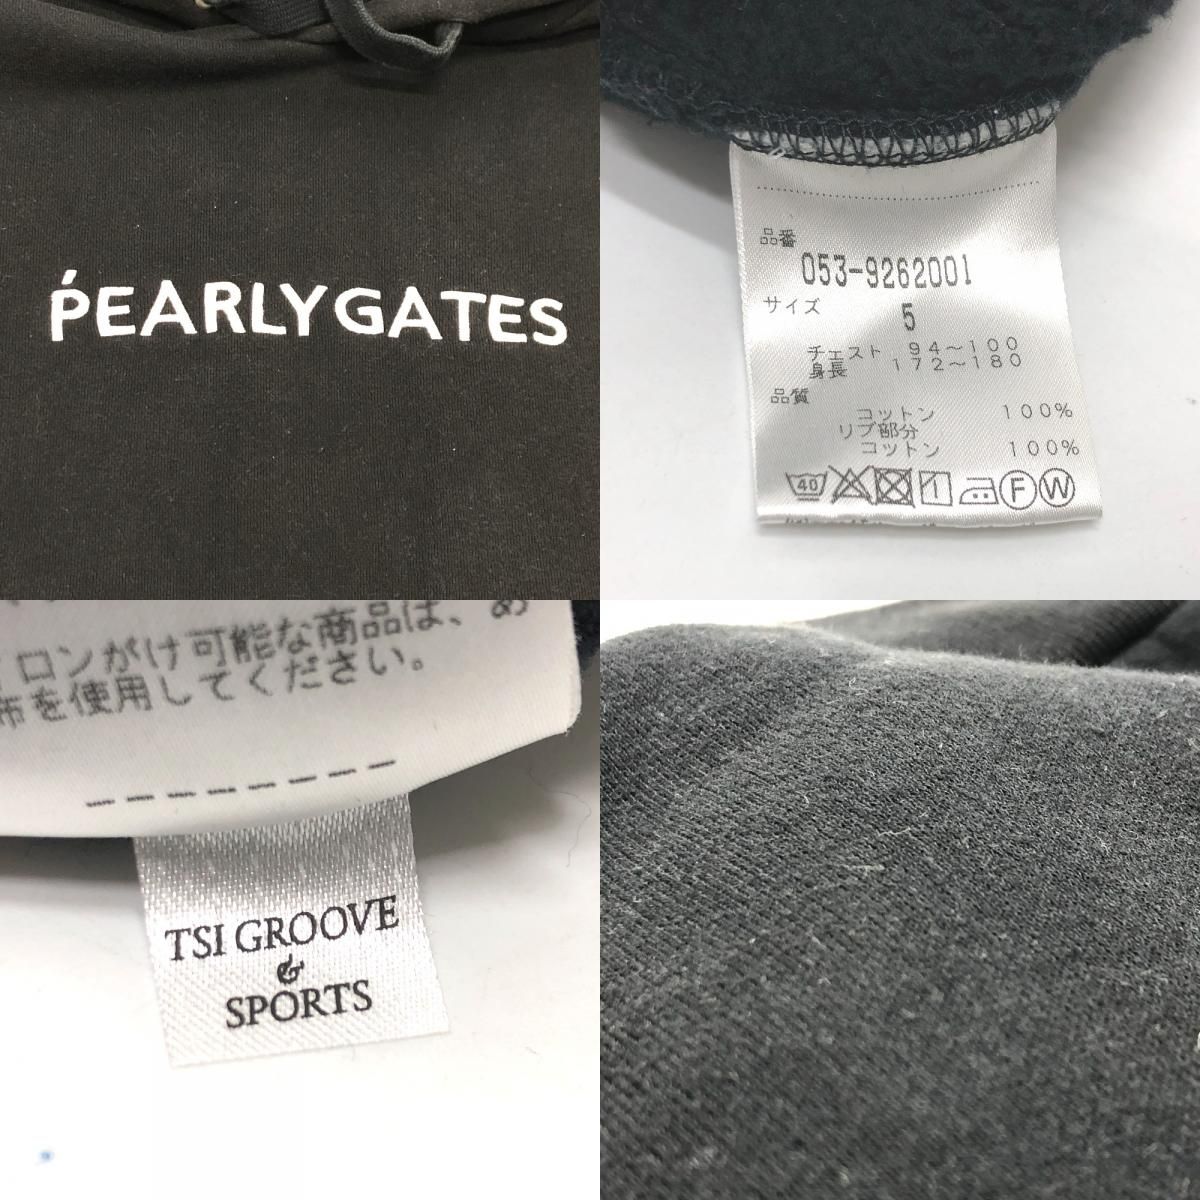 ṔEARLY GATES
品番
053-9262001
サイズ
5
チェスト 94～100
身長 172～180
品質
コットン 100%
リブ部分
コットン 100%
40
F W
ロンがけ可能な商品は、め
布を使用してください。
TSI GROOVE
&
SPORTS